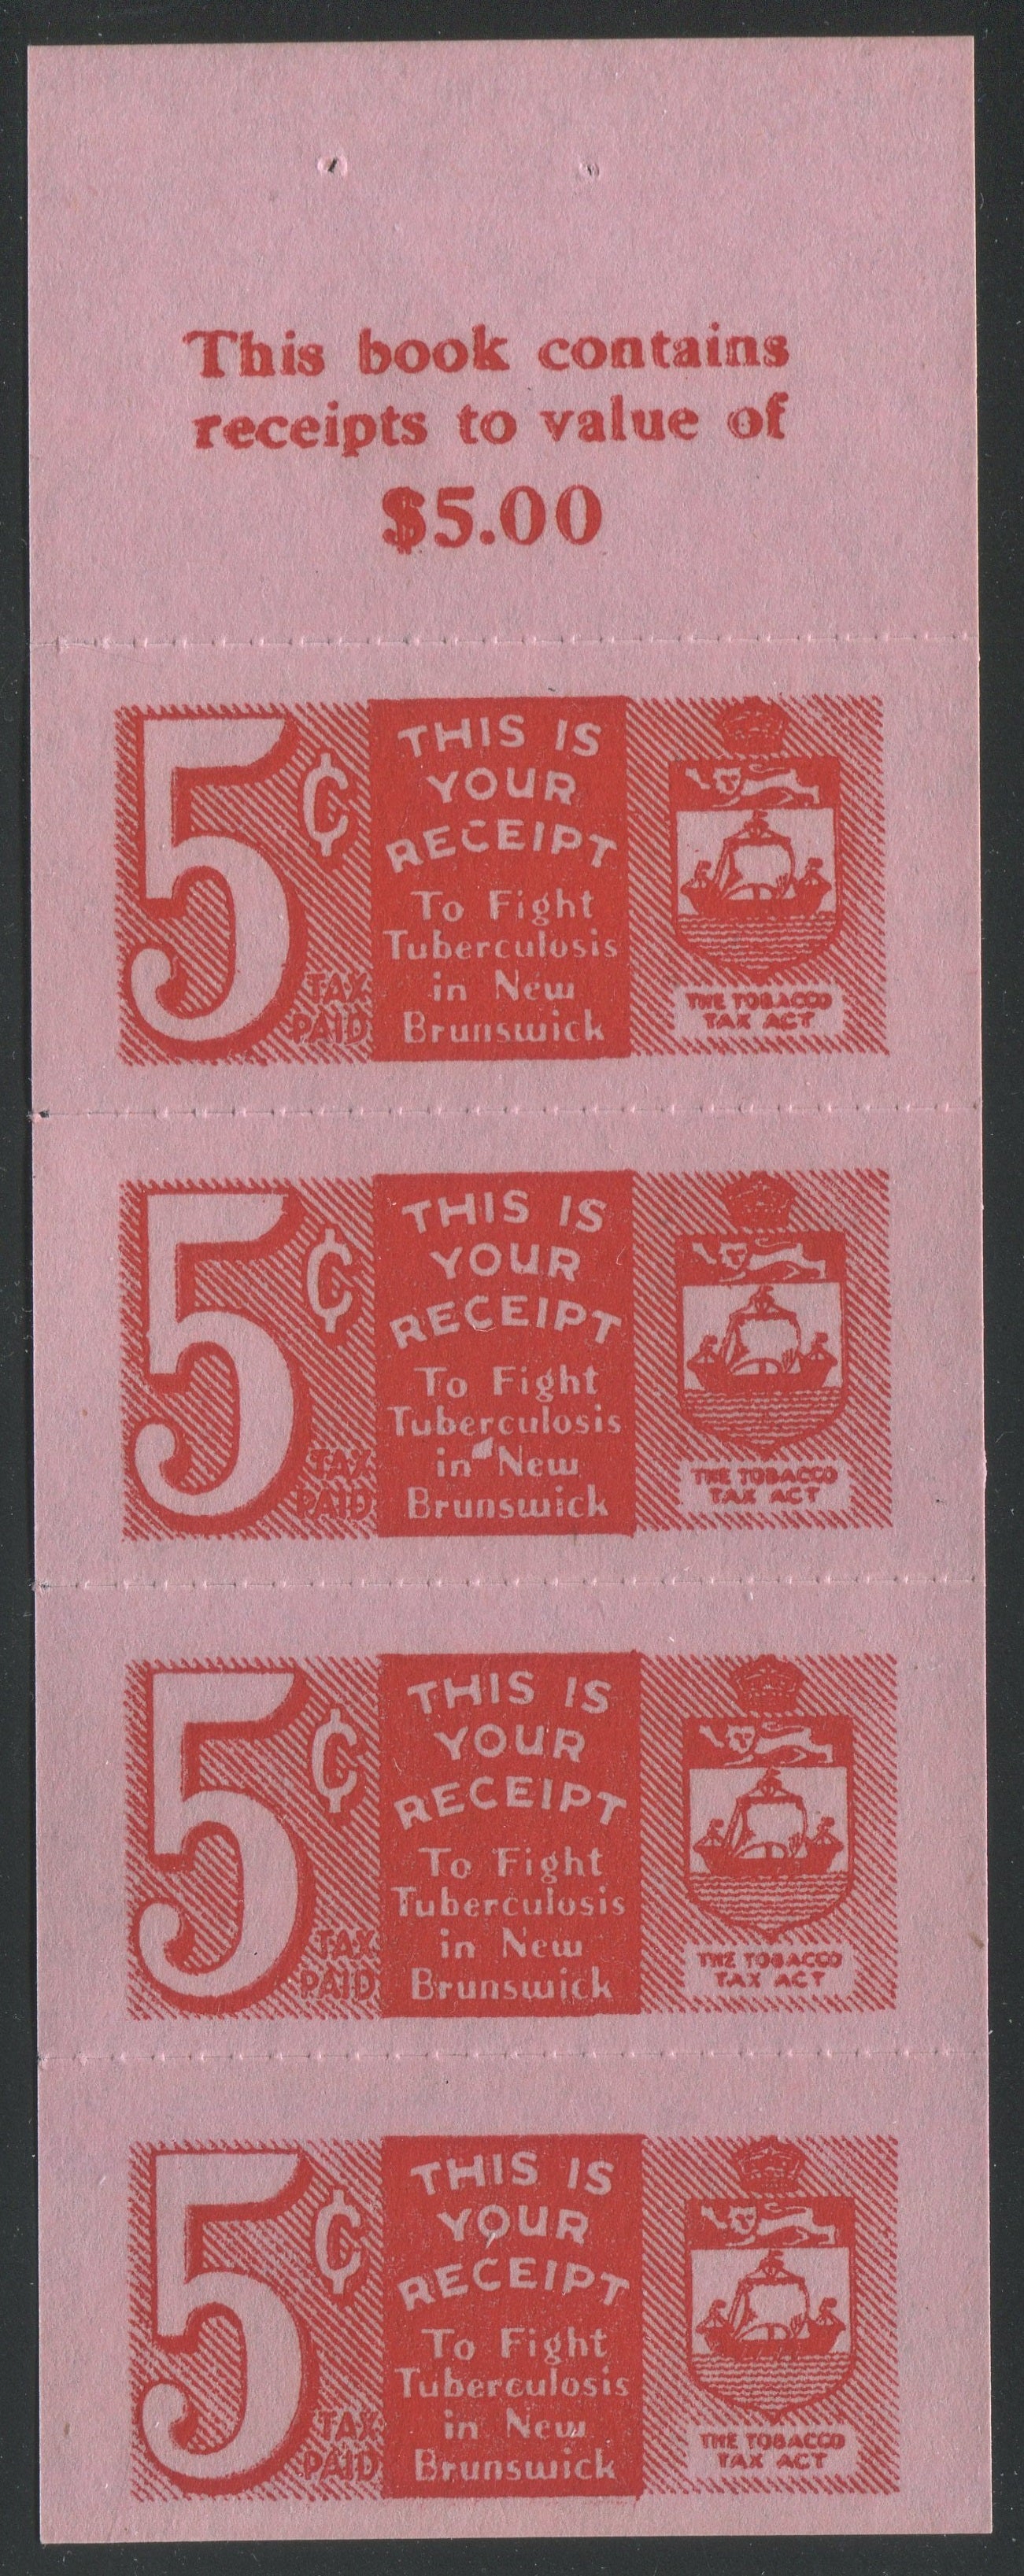 This book contains
receipts to value of
$5.00
5¢
TAX
PAID
THIS IS
YOUR
RECEIPT
To Fight
Tuberculosis
in New
Brunswick
THE TOBACCO
TAX ACT
5¢
TAX
PAID
THIS IS
YOUR
RECEIPT
To Fight
Tuberculosis
in New
Brunswick
THE TOBACCO
TAX ACT
5¢
TAX
PAID
THIS IS
YOUR
RECEIPT
To Fight
Tuberculosis
in New
Brunswick
THE TOBACCO
TAX ACT
5¢
TAX
PAID
THIS IS
YOUR
RECEIPT
To Fight
Tuberculosis
in New
Brunswick
THE TOBACCO
TAX ACT